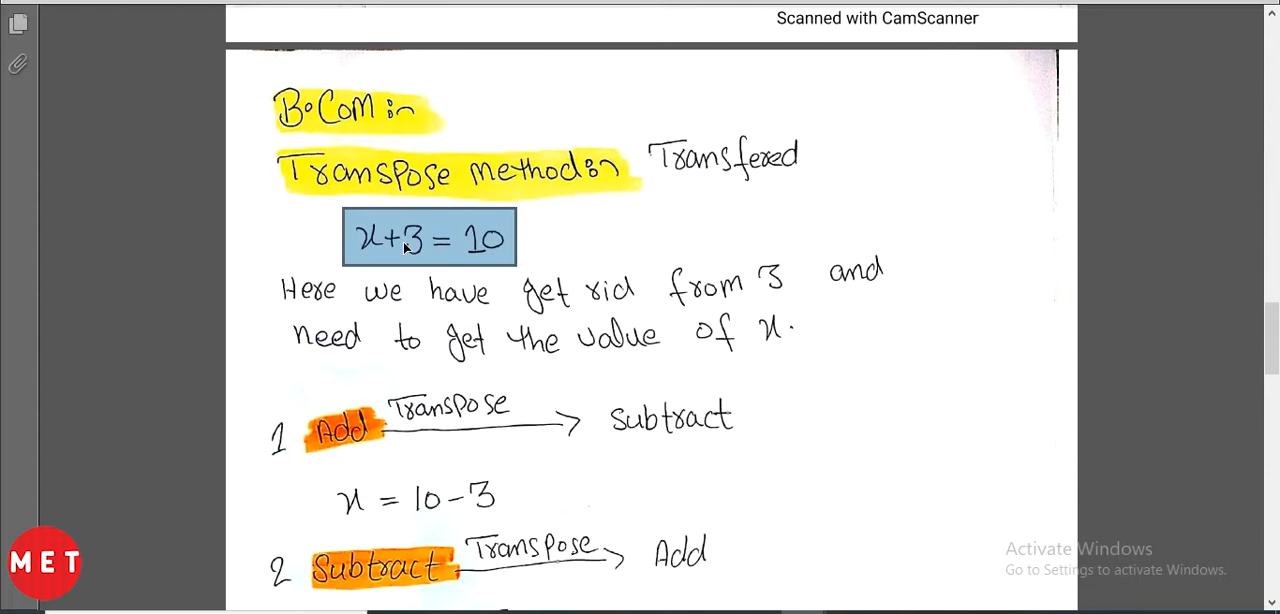 Scanned with CamScanner
B.Com:~
Transpose method:~ Transfered
x+3 = 10
Here we have get rid from 3 and
need to get the value of x.
1 Add Transpose → Subtract
x = 10-3
2 Subtract Transpose → Add
MET
Activate Windows
Go to Settings to activate Windows.